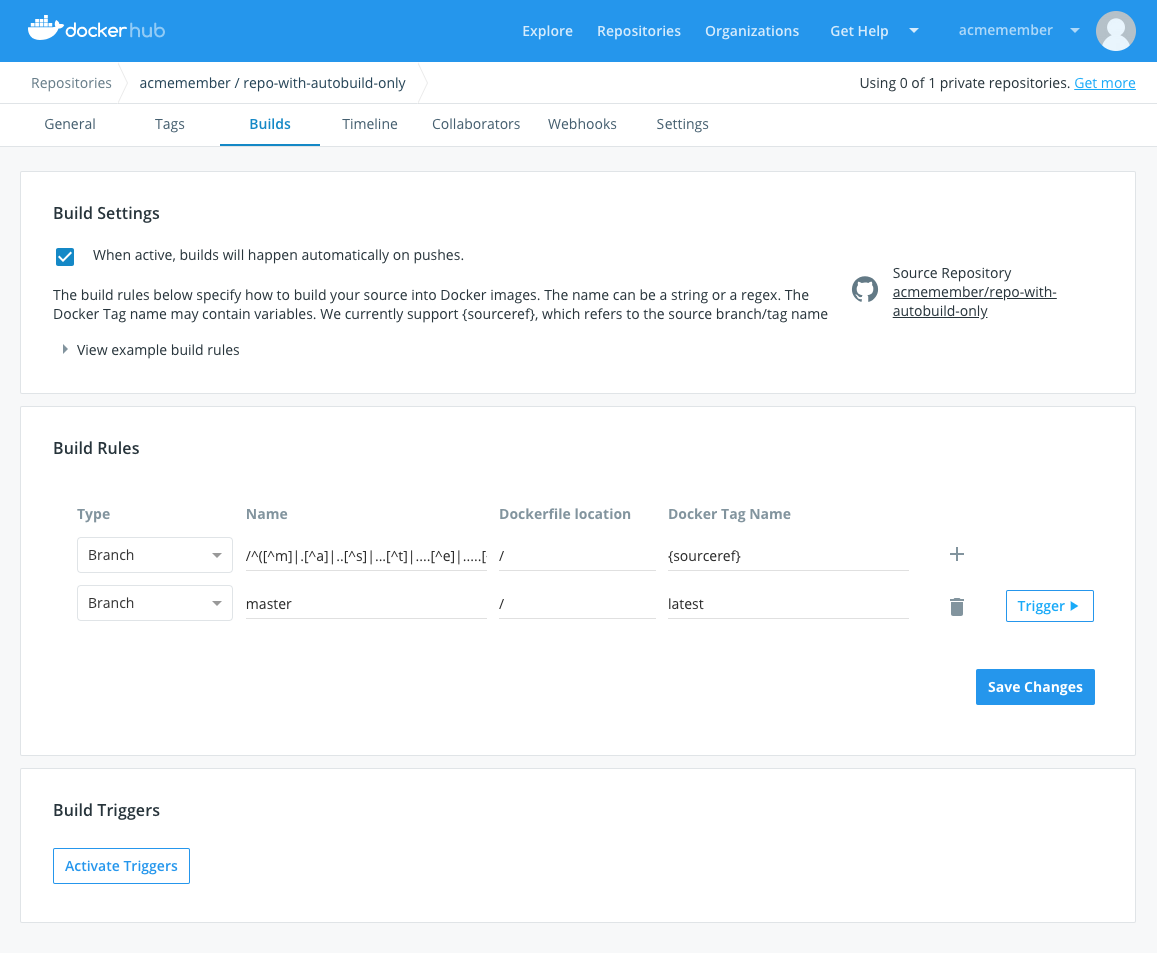 dockerhub
Explore Repositories Organizations Get Help acmemember
Repositories acmemember / repo-with-autobuild-only Using 0 of 1 private repositories. Get more
General Tags Builds Timeline Collaborators Webhooks Settings
Build Settings
When active, builds will happen automatically on pushes.
The build rules below specify how to build your source into Docker images. The name can be a string or a regex. The
Docker Tag name may contain variables. We currently support {sourceref}, which refers to the source branch/tag name
View example build rules
Source Repository
acmemember/repo-with-
autobuild-only
Build Rules
Type Name Dockerfile location Docker Tag Name
Branch /^([^m]|.[^a]|..[^s]|...[^t]|....[^e]|.....[ / {sourceref}
Branch master / latest Trigger
Save Changes
Build Triggers
Activate Triggers